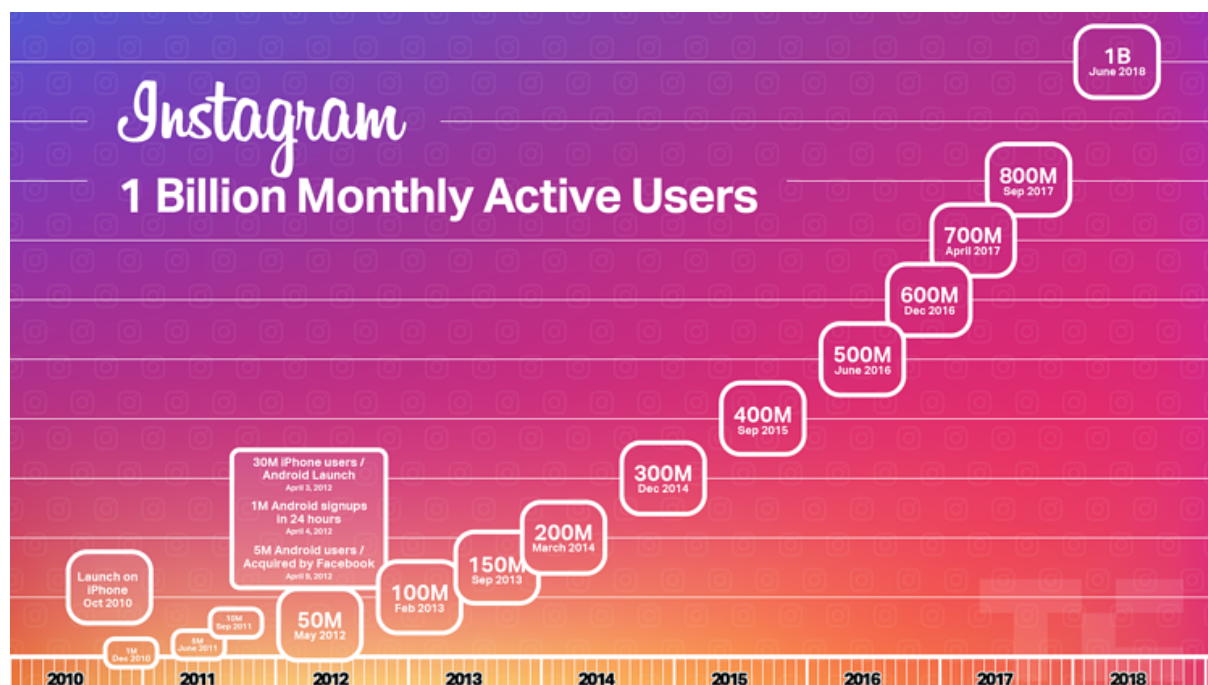 Instagram
1 Billion Monthly Active Users
1B
June 2018
800M
Sep 2017
700M
April 2017
600M
Dec 2016
500M
June 2016
400M
Sep 2015
300M
Dec 2014
200M
March 2014
150M
Sep 2013
100M
Feb 2013
50M
May 2012
30M iPhone users /
Android Launch
April 3, 2012
1M Android signups
in 24 hours
April 4, 2012
5M Android users /
Acquired by Facebook
April 9, 2012
Launch on
iPhone
Oct 2010
10M
Sep 2011
5M
June 2011
1M
Dec 2010
TC
2010 2011 2012 2013 2014 2015 2016 2017 2018